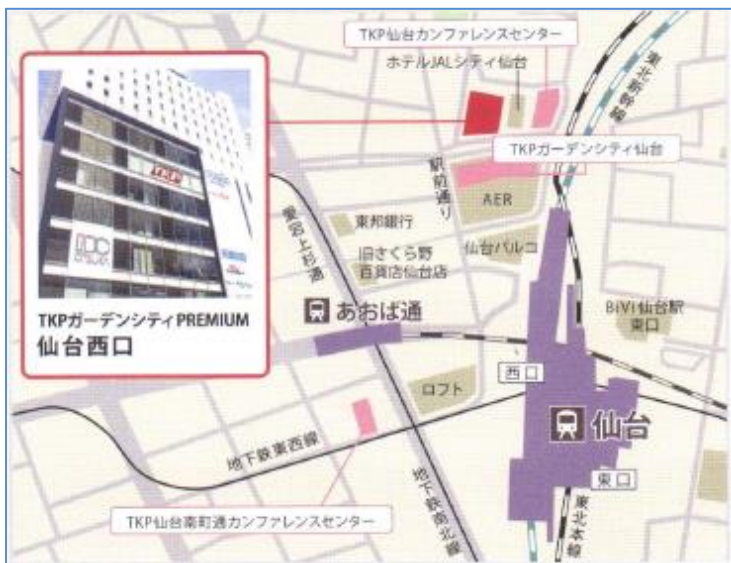 TKP仙台カンファレンスセンター
ホテルJALシティ仙台
東北新幹線
TKPガーデンシティ仙台
駅前通り
AER
愛宕上杉通
東邦銀行
仙台パルコ
旧さくら野
百貨店仙台店
TKPガーデンシティPREMIUM
仙台西口
あおば通
BiVi仙台駅
東口
西口
ロフト
仙台
地下鉄東西線
東口
TKP仙台南町通カンファレンスセンター
地下鉄南北線
東北本線